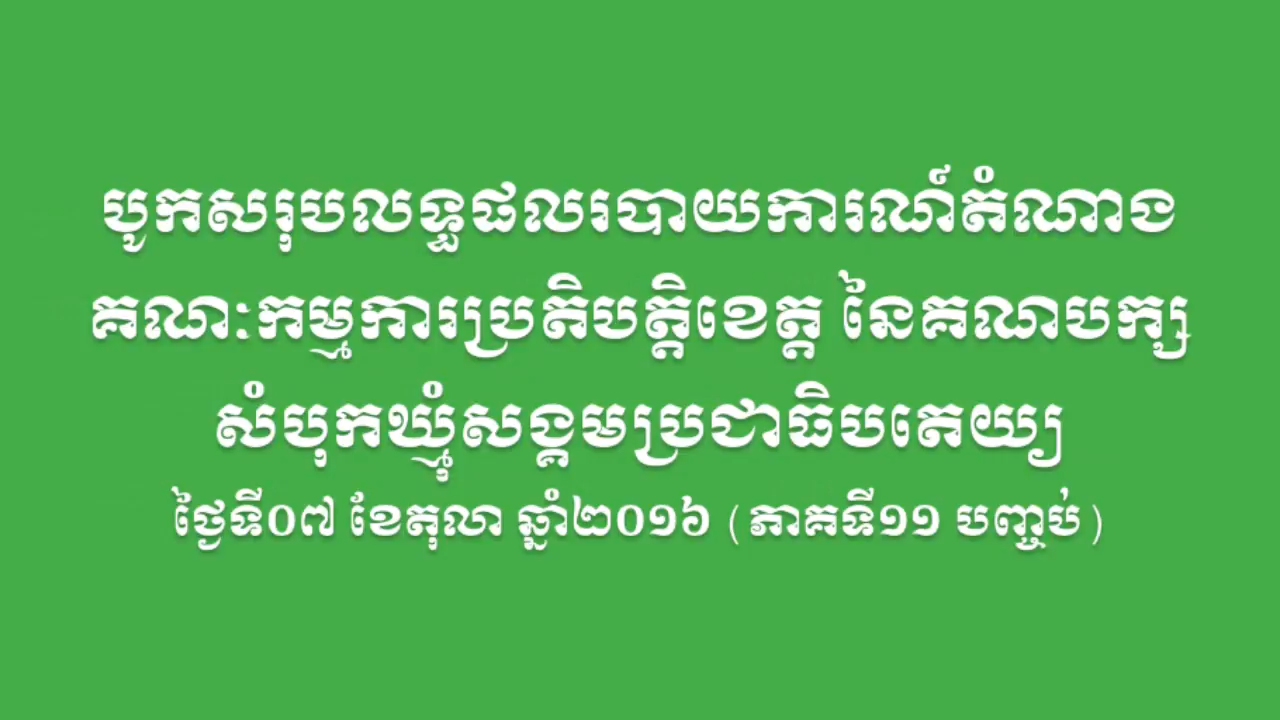 បូកសរុបលទ្ធផលរបាយការណ៍តំណាង
គណៈកម្មការប្រតិបត្តិខេត្ត នៃគណបក្ស
សំបុកឃ្មុំសង្គមប្រជាធិបតេយ្យ
ថ្ងៃទី០៧ ខែតុលា ឆ្នាំ២០១៦ (ភាគទី១១ បញ្ចប់)